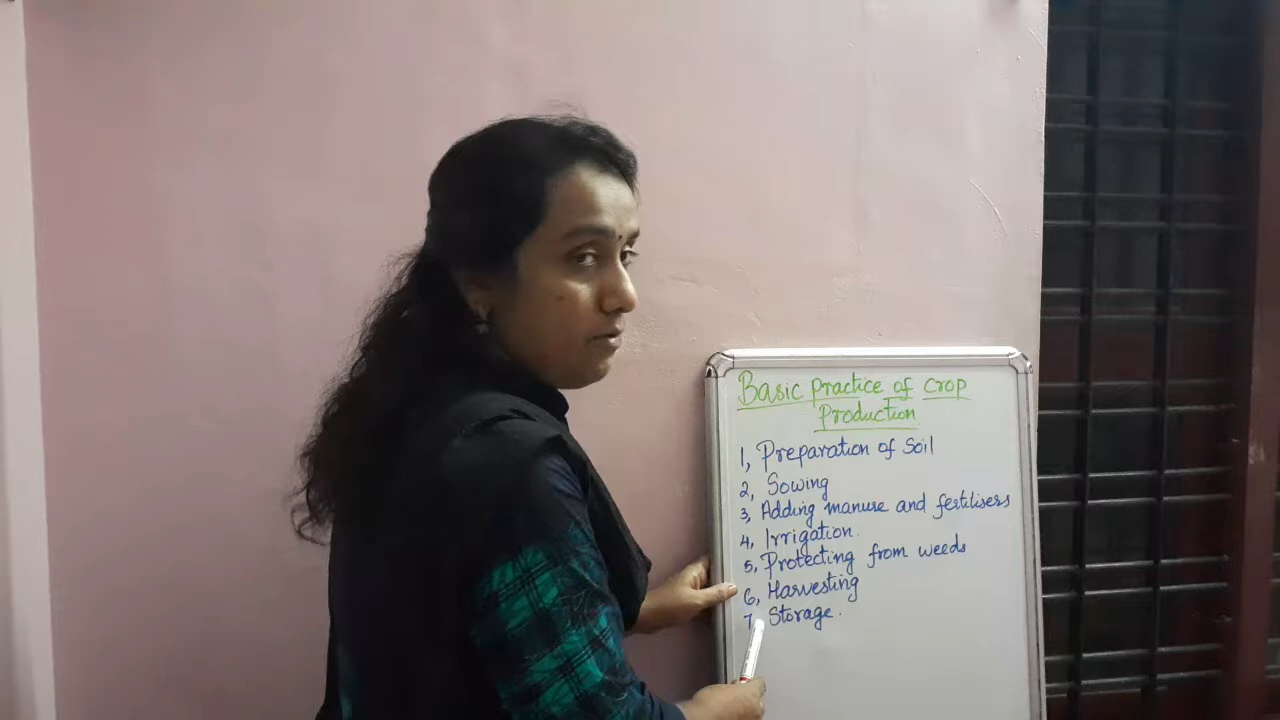 Basic Practice of Crop
Production
1, Preparation of Soil
2, Sowing
3, Adding manure and fertilisers
4, Irrigation.
5, Protecting from weeds
6, Harvesting
7, Storage.